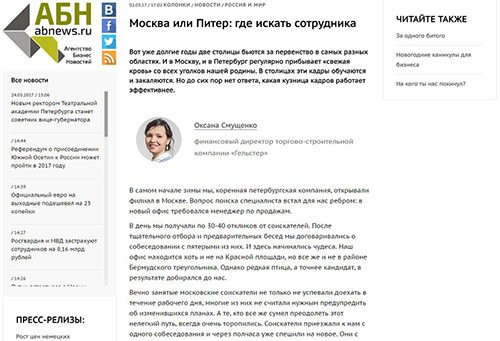 АБН
abnews.ru
Агентство
Бизнес
Новостей
Все новости
24.03.2017 / 15:06
Новым ректором Театральной
академии Петербурга станет
советник вице-губернатора
/ 14:44
Референдум о присоединении
Южной Осетии к России может
пройти в 2017 году
/ 14:39
Официальный евро на
выходные подешевел на 23
копейки
/ 14:27
Росгвардия и МВД застрахуют
сотрудников на 8,16 млрд
рублей
/ 14:21
ПРЕСС-РЕЛИЗЫ:
Рост цен немецких
02.03.17 / 17:02 КОЛОНКИ / НОВОСТИ / РОССИЯ И МИР
Москва или Питер: где искать сотрудника
Вот уже долгие годы две столицы бьются за первенство в самых разных
областях. И в Москву, и в Петербург регулярно прибывает «свежая
кровь» со всех уголков нашей родины. В столицах эти кадры обучаются
и закаляются. Но до сих пор нет ответа, какая кузница кадров работает
эффективнее.
Оксана Смущенко
финансовый директор торгово-строительной
компании «Гельстер»
В самом начале зимы мы, коренная петербургская компания, открывали
филиал в Москве. Вопрос поиска специалиста встал для нас ребром: в
новый офис требовался менеджер по продажам.
В день мы получали по 30-40 откликов от соискателей. После
тщательного отбора и предварительных бесед мы договаривались о
собеседовании с пятерыми из них. И здесь начинались чудеса. Наш
офис находится хоть и не на Красной площади, но все же и не в районе
Бермудского треугольника. Однако редкая птица, а точнее кандидат, в
результате добирался до нас.
Вечно занятые московские соискатели не только не успевали доехать в
течение рабочего дня, многие из них не считали нужным предупредить
об изменившихся планах. А те, кто все же сумел преодолеть этот
нелегкий путь, всегда очень торопились. Соискатели приезжали к нам с
одного собеседования и через полчаса уже спешили на новое. Они с
ЧИТАЙТЕ ТАКЖЕ
За одного битого
Новогодние каникулы для
бизнеса
На кого ты нас покинул?